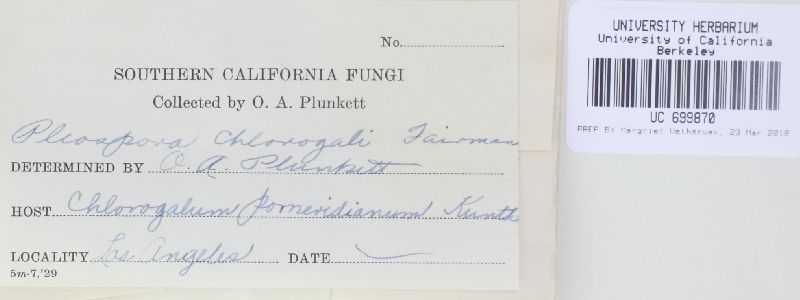 No.
SOUTHERN CALIFORNIA FUNGI
Collected by O. A. Plunkett
Pleospora Chlorogali Fairman
DETERMINED BY O. A. Plunkett
HOST Chlorogalum pomeridianum Kunth
LOCALITY Los Angeles DATE
5m-7,'29
UNIVERSITY HERBARIUM
University of California
Berkeley
UC 699870
PREP BY Margriet Wetherwax, 23 Mar 2018